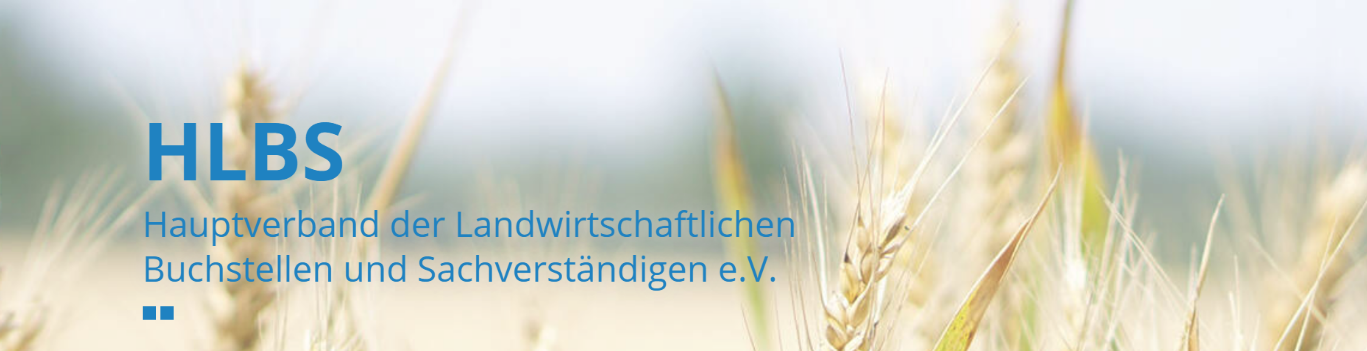 HLBS
Hauptverband der Landwirtschaftlichen
Buchstellen und Sachverständigen e.V.